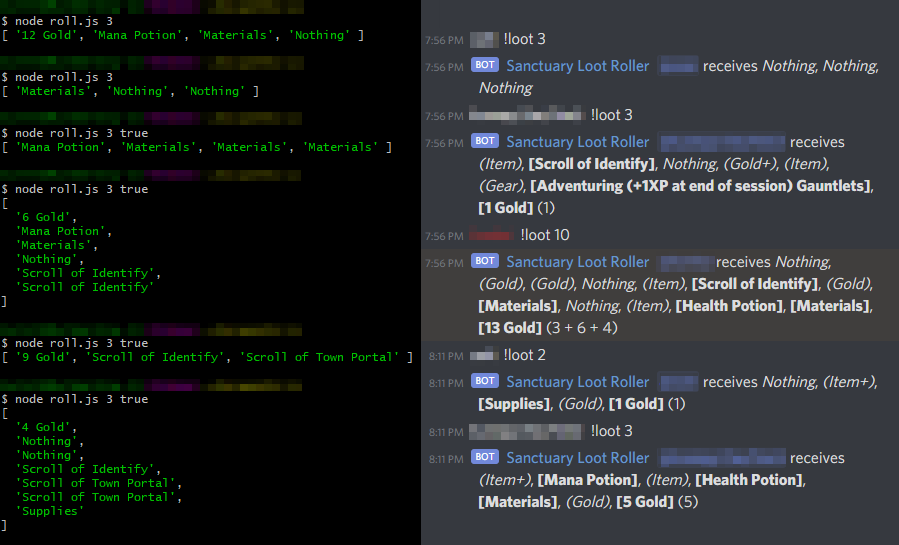 $ node roll.js 3
[ '12 Gold', 'Mana Potion', 'Materials', 'Nothing' ]
$ node roll.js 3
[ 'Materials', 'Nothing', 'Nothing' ]
$ node roll.js 3 true
[ 'Mana Potion', 'Materials', 'Materials', 'Materials' ]
$ node roll.js 3 true
[
'6 Gold',
'Mana Potion',
'Materials',
'Nothing',
'Scroll of Identify',
'Scroll of Identify'
]
$ node roll.js 3 true
[ '9 Gold', 'Scroll of Identify', 'Scroll of Town Portal' ]
$ node roll.js 3 true
[
'4 Gold',
'Nothing',
'Nothing',
'Scroll of Identify',
'Scroll of Town Portal',
'Scroll of Town Portal',
'Supplies'
]
7:56 PM !loot 3
7:56 PM BOT Sanctuary Loot Roller receives Nothing, Nothing,
Nothing
7:56 PM !loot 3
7:56 PM BOT Sanctuary Loot Roller receives
(Item), [Scroll of Identify], Nothing, (Gold+), (Item),
(Gear), [Adventuring (+1XP at end of session) Gauntlets],
[1 Gold] (1)
7:56 PM !loot 10
7:56 PM BOT Sanctuary Loot Roller receives Nothing,
(Gold), (Gold), Nothing, (Item), [Scroll of Identify], (Gold),
[Materials], Nothing, (Item), [Health Potion], [Materials],
[13 Gold] (3 + 6 + 4)
8:11 PM !loot 2
8:11 PM BOT Sanctuary Loot Roller receives Nothing, (Item+),
[Supplies], (Gold), [1 Gold] (1)
8:11 PM !loot 3
8:11 PM BOT Sanctuary Loot Roller receives
(Item+), [Mana Potion], (Item), [Health Potion],
[Materials], (Gold), [5 Gold] (5)